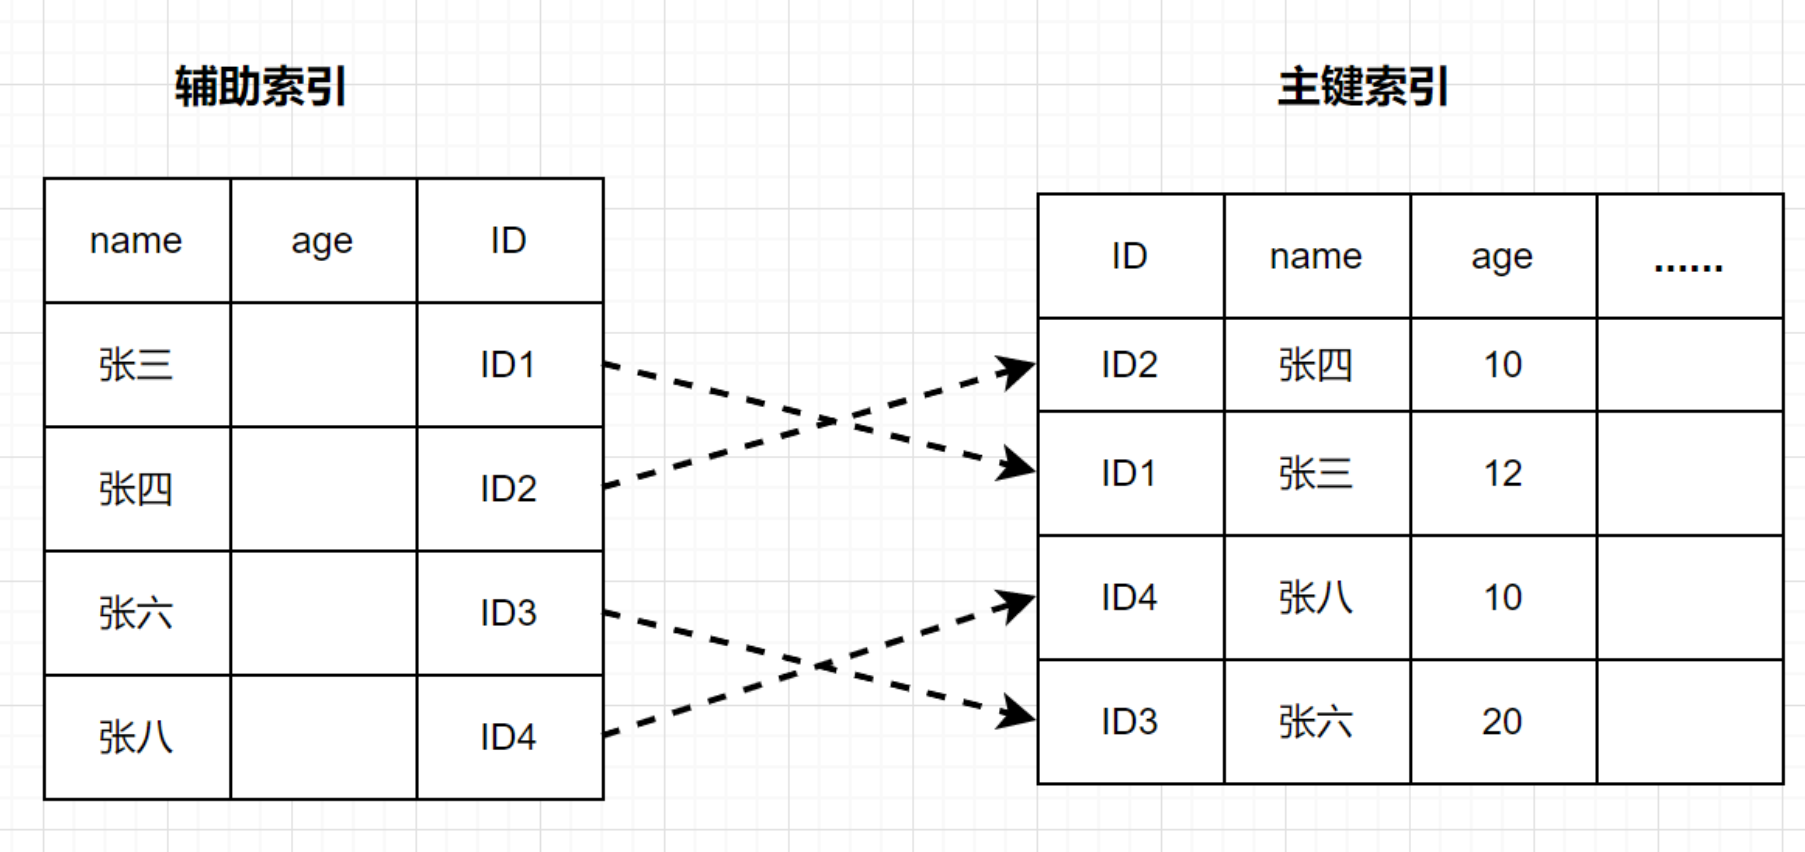 辅助索引
name age ID
张三 ID1
张四 ID2
张六 ID3
张八 ID4
主键索引
ID name age ......
ID2 张四 10
ID1 张三 12
ID4 张八 10
ID3 张六 20